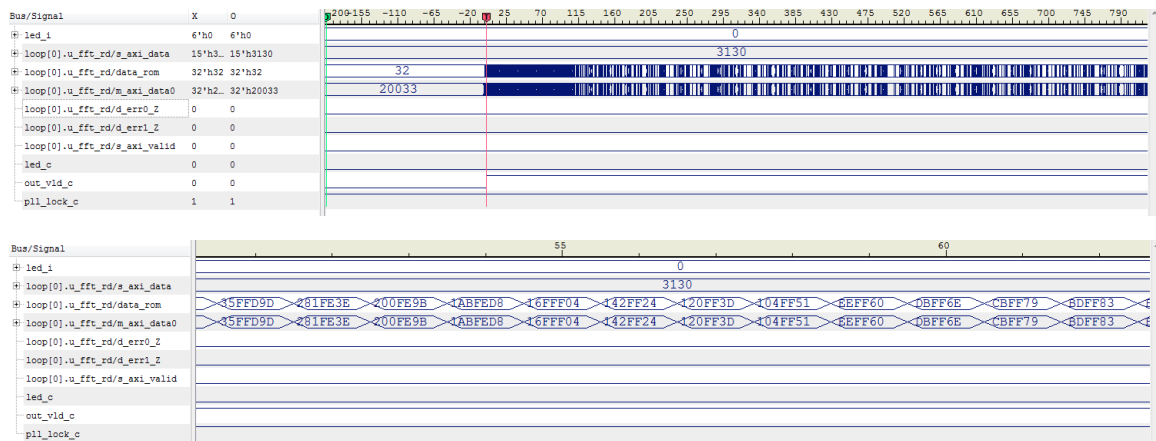 Bus/Signal X O 200 -155 -110 -65 -20 25 70 115 160 205 250 295 340 385 430 475 520 565 610 655 700 745 790
led_i 6'h0 6'h0 0
loop[0].u_fft_rd/s_axi_data 15'h3… 15'h3130 3130
loop[0].u_fft_rd/data_rom 32'h32 32'h32 32
loop[0].u_fft_rd/m_axi_data0 32'h2… 32'h20033 20033
loop[0].u_fft_rd/d_err0_Z 0 0
loop[0].u_fft_rd/d_err1_Z 0 0
loop[0].u_fft_rd/s_axi_valid 0 0
led_c 0 0
out_vld_c 0 0
pll_lock_c 1 1
Bus/Signal 55 60
led_i 0
loop[0].u_fft_rd/s_axi_data 3130
loop[0].u_fft_rd/data_rom 35FFD9D 281FE3E 200FE9B 1ABFED8 16FFF04 142FF24 120FF3D 104FF51 EEFF60 DBFF6E CBFF79 BDFF83
loop[0].u_fft_rd/m_axi_data0 35FFD9D 281FE3E 200FE9B 1ABFED8 16FFF04 142FF24 120FF3D 104FF51 EEFF60 DBFF6E CBFF79 BDFF83
loop[0].u_fft_rd/d_err0_Z
loop[0].u_fft_rd/d_err1_Z
loop[0].u_fft_rd/s_axi_valid
led_c
out_vld_c
pll_lock_c